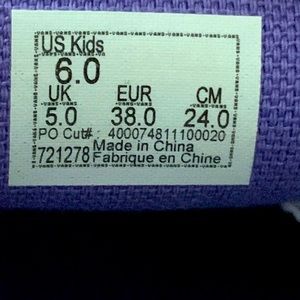 US Kids
6.0
UK EUR CM
5.0 38.0 24.0
PO Cut#: 400074811100020
721278 Made in China
Fabrique en Chine